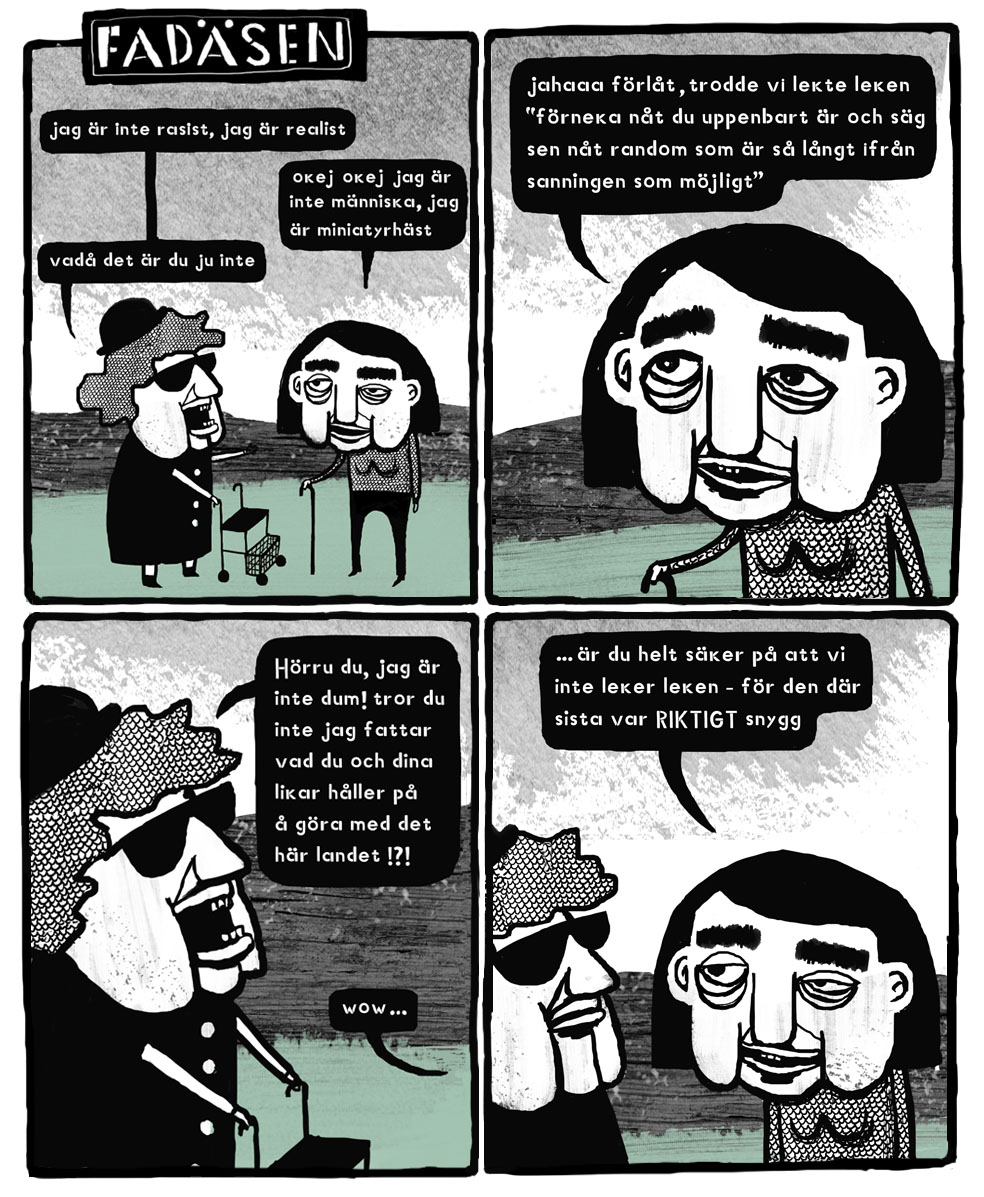 FADÄSEN
jag är inte rasist, jag är realist
okej okej jag är
inte människa, jag
är miniatyrhäst
vadå det är du ju inte
jahaaa förlåt, trodde vi lekte leken
"förneka nåt du uppenbart är och säg
sen nåt random som är så långt ifrån
sanningen som möjligt"
Hörru du, jag är
inte dum! tror du
inte jag fattar
vad du och dina
likar håller på
å göra med det
här landet !?!
wow...
...är du helt säker på att vi
inte leker leken - för den där
sista var RIKTIGT snygg